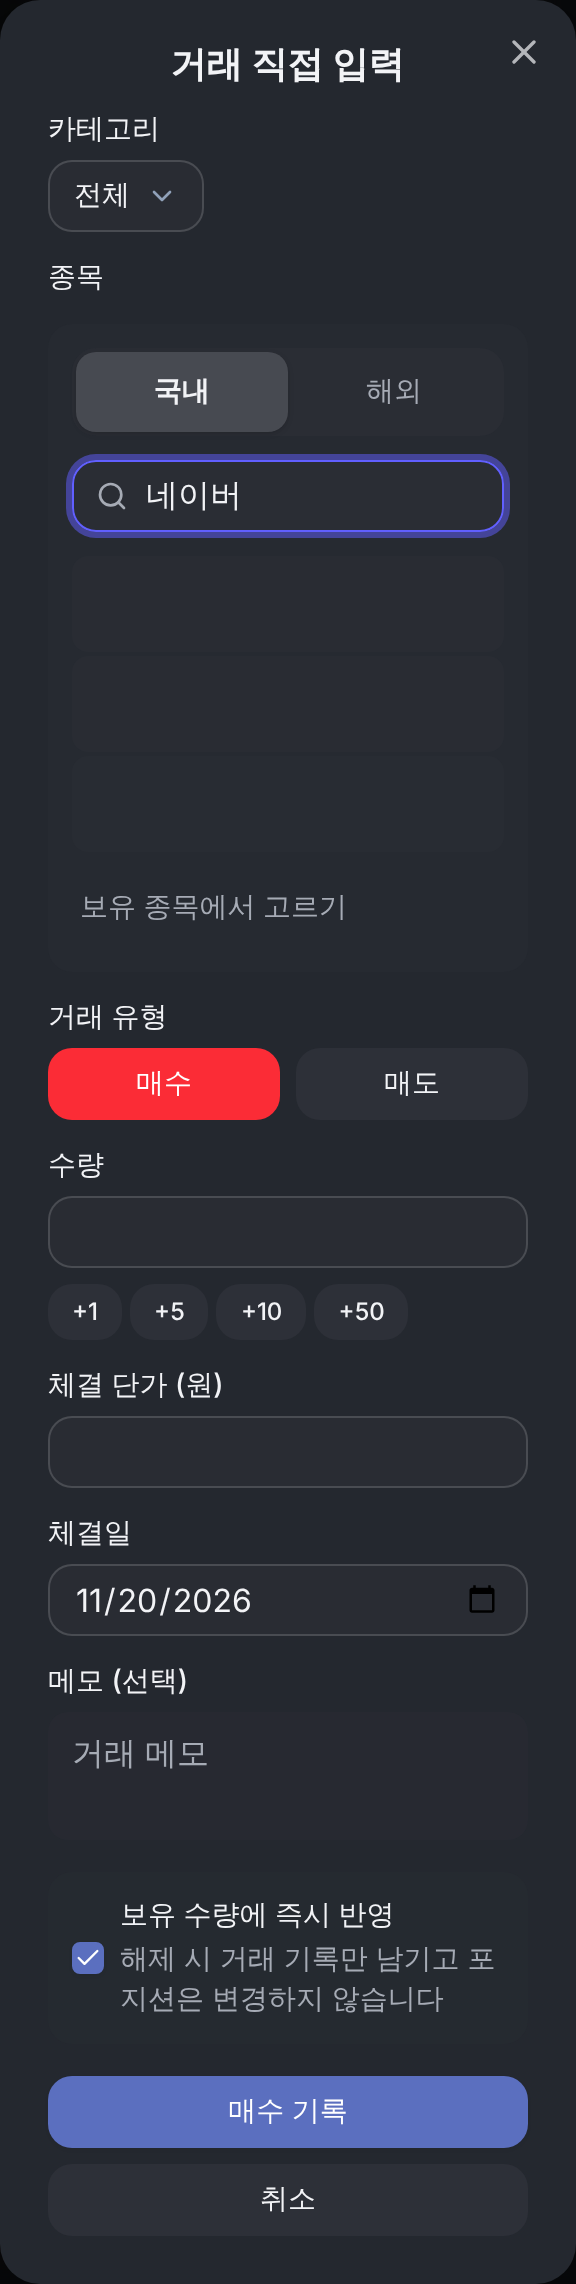 거래 직접 입력
카테고리
전체
종목
국내
해외
네이버
보유 종목에서 고르기
거래 유형
매수
매도
수량
+1
+5
+10
+50
체결 단가 (원)
체결일
11/20/2026
메모 (선택)
거래 메모
보유 수량에 즉시 반영
해제 시 거래 기록만 남기고 포
지션은 변경하지 않습니다
매수 기록
취소